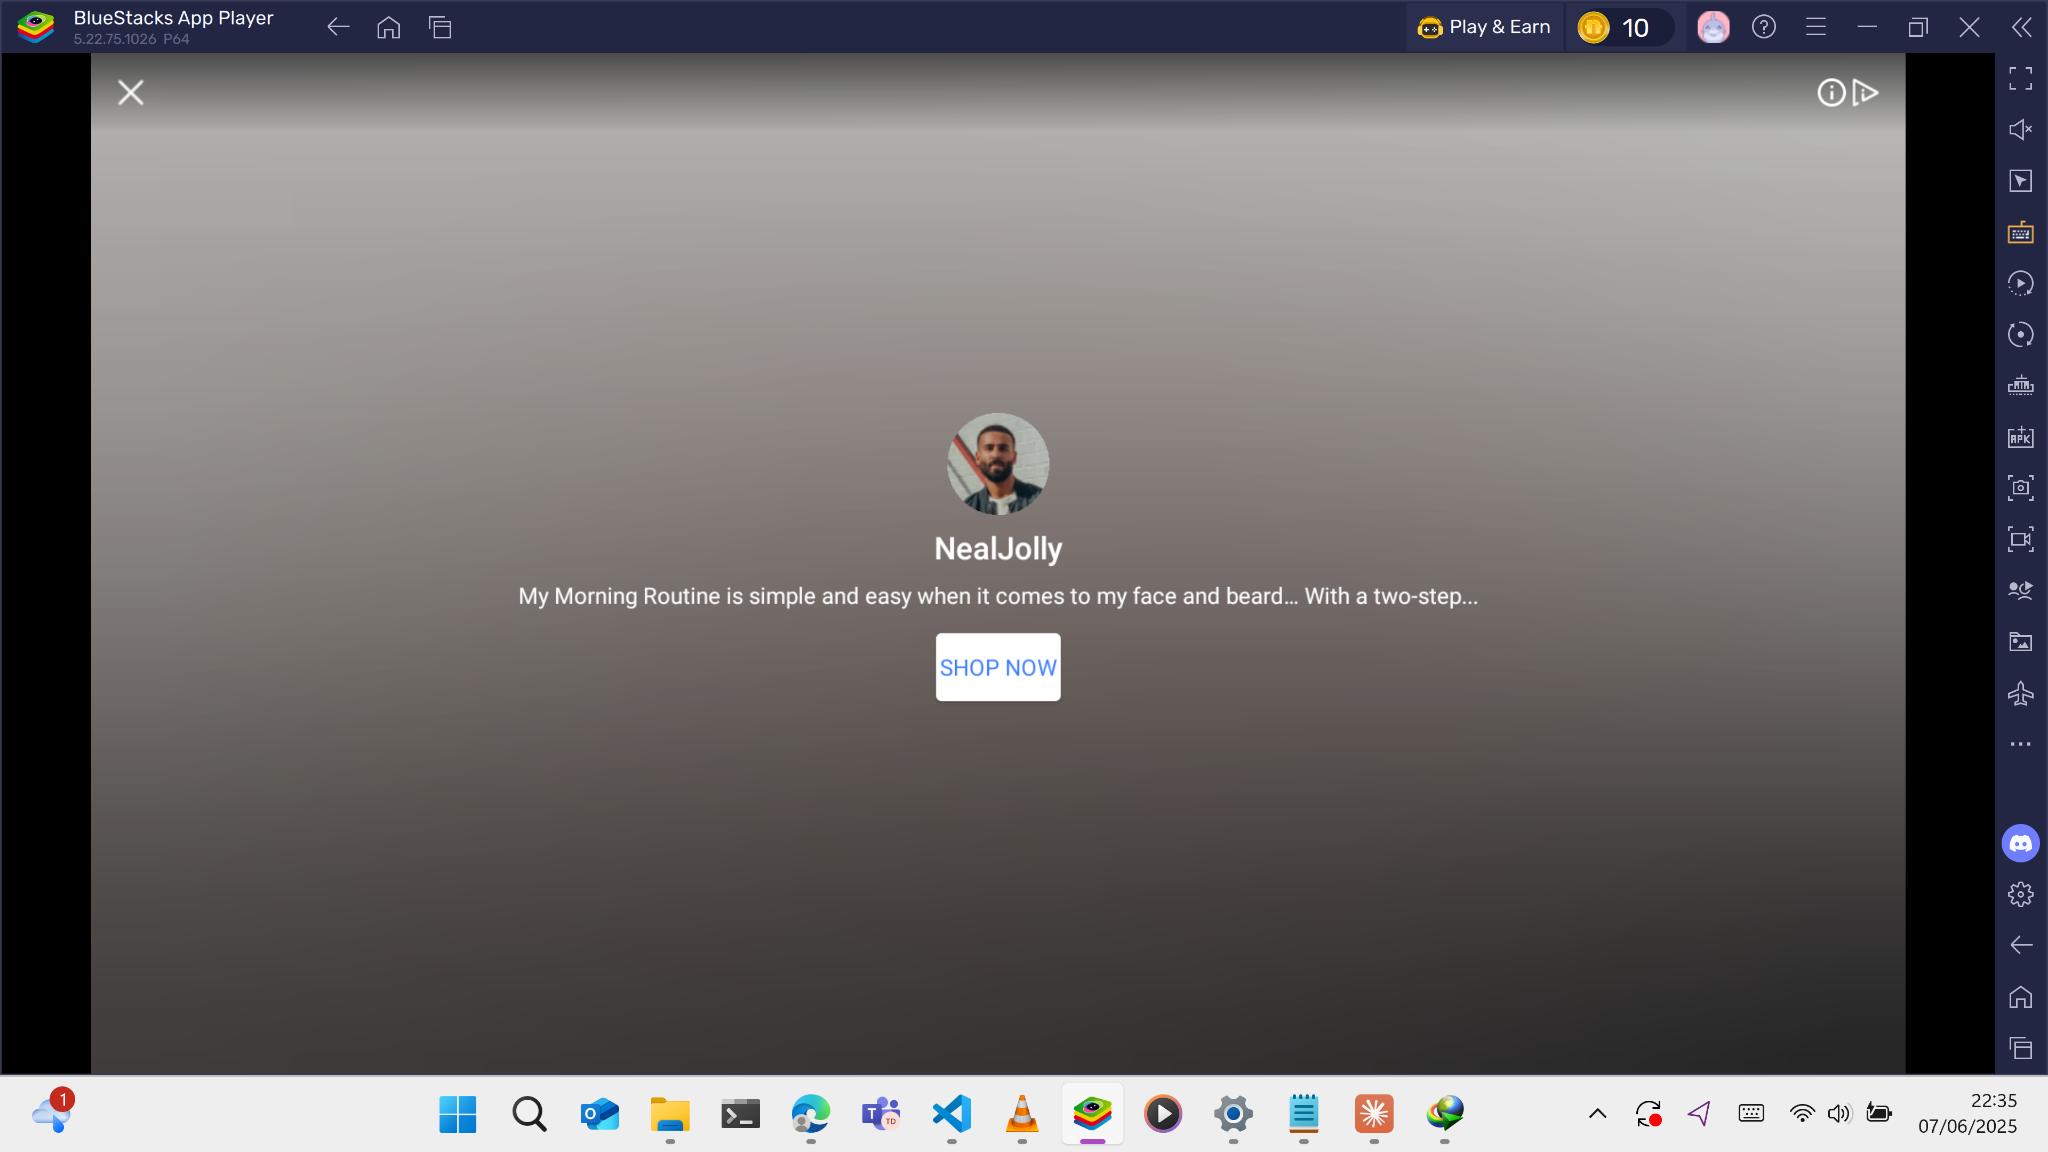 BlueStacks App Player
5.22.75.1026 P64
Play & Earn
10
NealJolly
My Morning Routine is simple and easy when it comes to my face and beard... With a two-step...
SHOP NOW
APK
1
22:35
07/06/2025